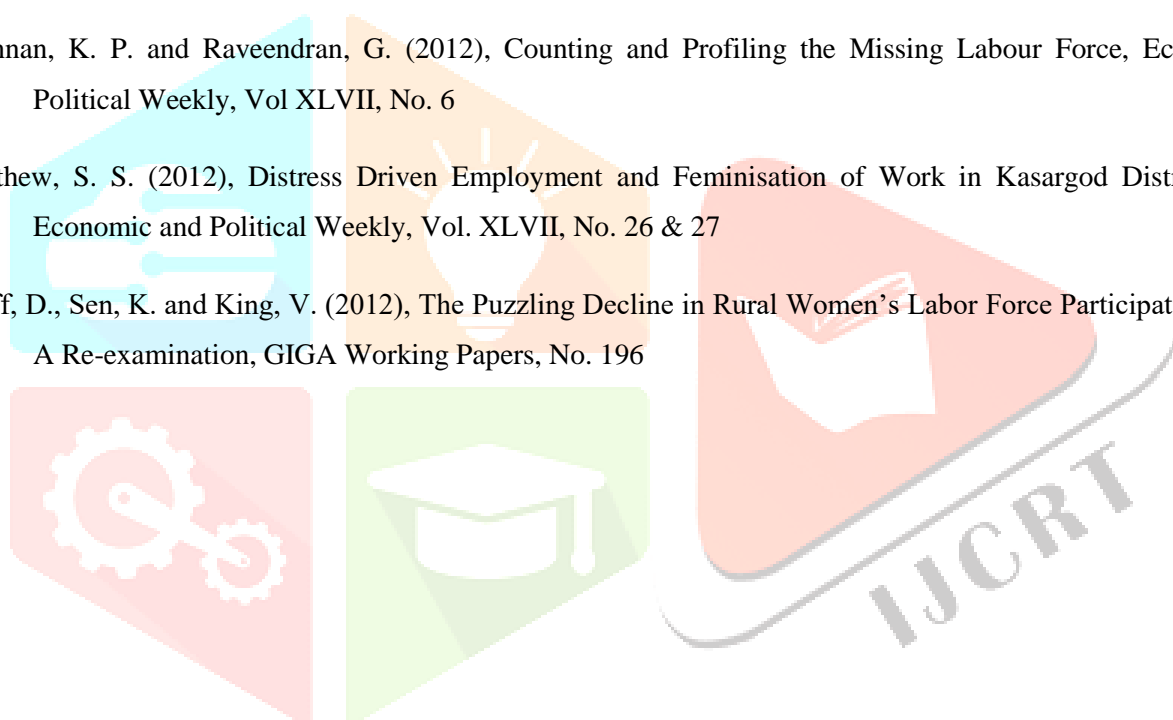 nnan, K. P. and Raveendran, G. (2012), Counting and Profiling the Missing Labour Force, Ec
Political Weekly, Vol XLVII, No. 6
thew, S. S. (2012), Distress Driven Employment and Feminisation of Work in Kasargod Dist
Economic and Political Weekly, Vol. XLVII, No. 26 & 27
ff, D., Sen, K. and King, V. (2012), The Puzzling Decline in Rural Women’s Labor Force Participat
A Re-examination, GIGA Working Papers, No. 196
IJCRT